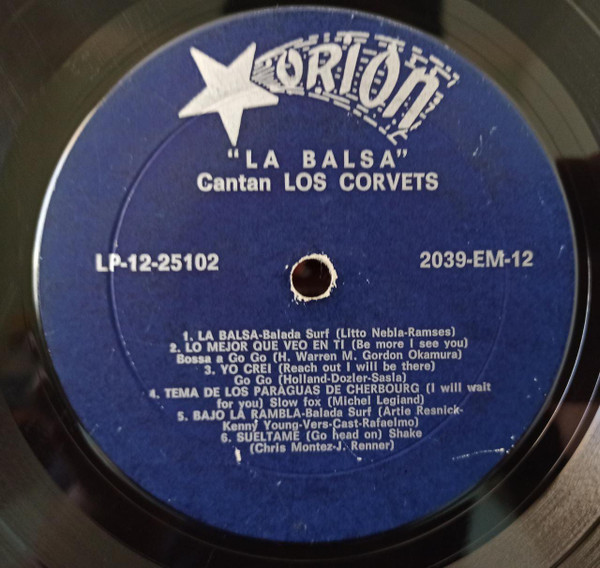 ORION
"LA BALSA"
Cantan LOS CORVETS
LP-12-25102
2039-EM-12
1. LA BALSA-Balada Surf (Litto Nebla-Ramses)
2. LO MEJOR QUE VEO EN TI (Be more I see you)
Bossa a Go Go (H. Warren M. Gordon Okamura)
3. YO CREI (Reach out I will be there)
Go Go (Holland-Dozler-Sasla)
4. TEMA DE LOS PARAGUAS DE CHERBOURG (I will wait
for you) Slow fox (Michel Legland)
5. BAJO LA RAMBLA-Balada Surf (Artie Resnick-
Kenny Young-Vers-Cast-Rafaelmo)
6. SUELTAME (Go head on) Shake
(Chris Montez-J. Renner)